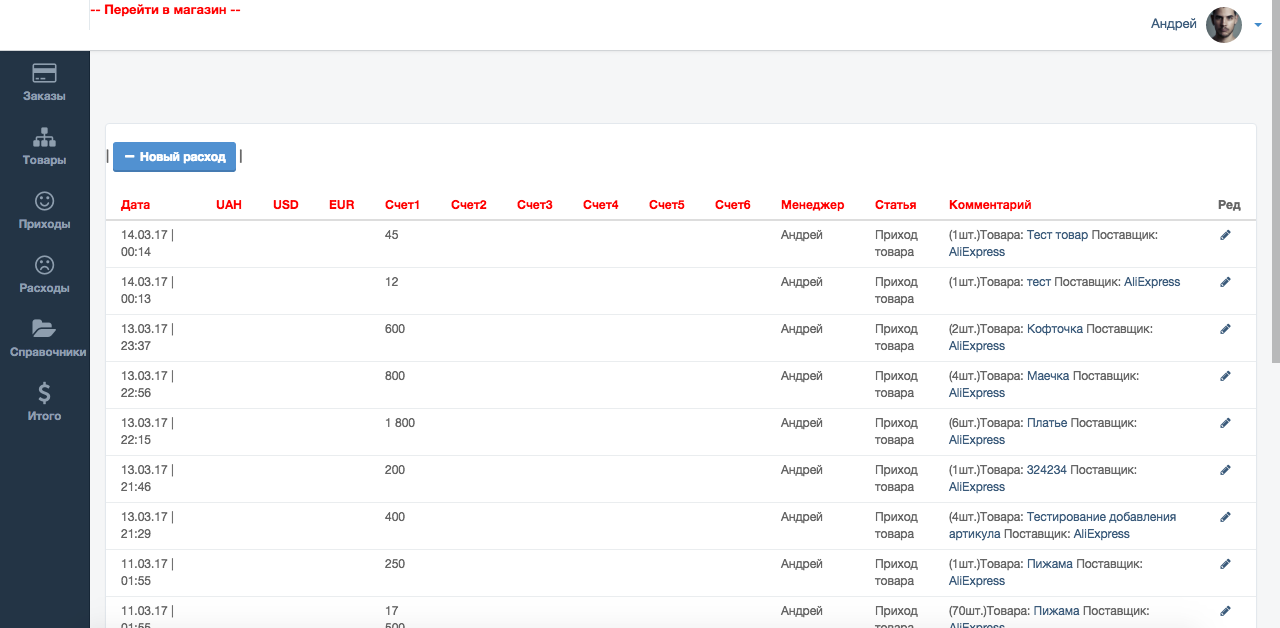 -- Перейти в магазин --
Андрей
Заказы
Товары
Приходы
Расходы
Справочники
Итого
| − Новый расход |
Дата UAH USD EUR Счет1 Счет2 Счет3 Счет4 Счет5 Счет6 Менеджер Статья Комментарий Ред
14.03.17 | 45 Андрей Приход (1шт.)Товара: Тест товар Поставщик:
00:14 товара AliExpress
14.03.17 | 12 Андрей Приход (1шт.)Товара: тест Поставщик: AliExpress
00:13 товара
13.03.17 | 600 Андрей Приход (2шт.)Товара: Кофточка Поставщик:
23:37 товара AliExpress
13.03.17 | 800 Андрей Приход (4шт.)Товара: Маечка Поставщик:
22:56 товара AliExpress
13.03.17 | 1 800 Андрей Приход (6шт.)Товара: Платье Поставщик:
22:15 товара AliExpress
13.03.17 | 200 Андрей Приход (1шт.)Товара: 324234 Поставщик:
21:46 товара AliExpress
13.03.17 | 400 Андрей Приход (4шт.)Товара: Тестирование добавления
21:29 товара артикула Поставщик: AliExpress
11.03.17 | 250 Андрей Приход (1шт.)Товара: Пижама Поставщик:
01:55 товара AliExpress
11.03.17 | 17 Андрей Приход (70шт.)Товара: Пижама Поставщик:
01:55 500 товара AliExpress